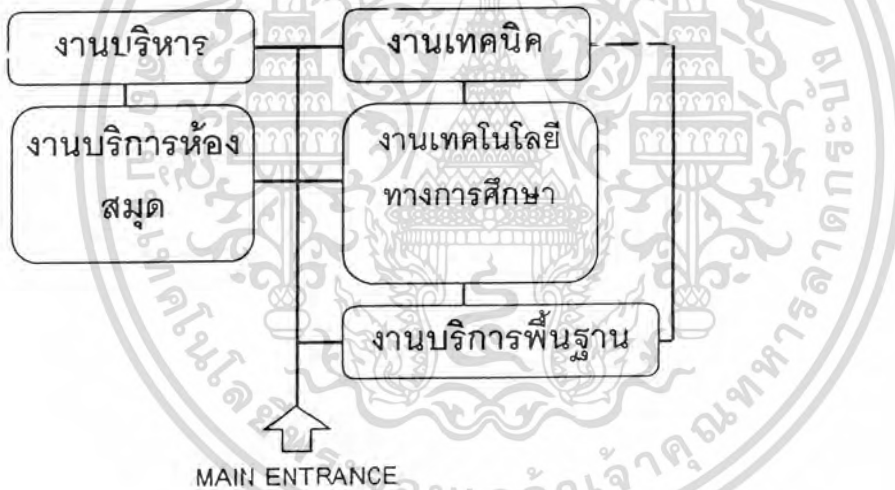 งานบริหาร
งานเทคนิค
งานบริการห้อง
สมุด
งานเทคโนโลยี
ทางการศึกษา
งานบริการพื้นฐาน
MAIN ENTRANCE